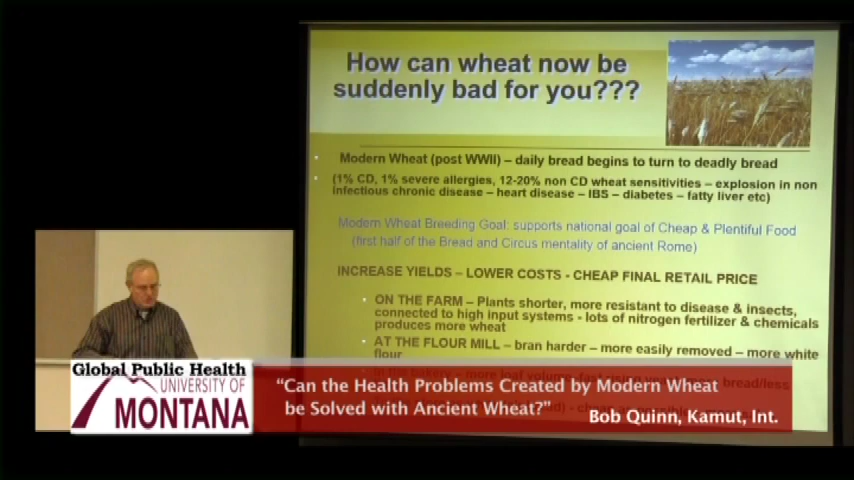 How can wheat now be
suddenly bad for you???
Modern Wheat (post WWII) – daily bread begins to turn to deadly bread
(1% CD, 1% severe allergies, 12-20% non CD wheat sensitivities – explosion in non
infectious chronic disease – heart disease – IBS – diabetes – fatty liver etc)
Modern Wheat Breeding Goal: supports national goal of Cheap & Plentiful Food
(first half of the Bread and Circus mentality of ancient Rome)
INCREASE YIELDS – LOWER COSTS - CHEAP FINAL RETAIL PRICE
ON THE FARM – Plants shorter, more resistant to disease & insects,
connected to high input systems - lots of nitrogen fertilizer & chemicals
produces more wheat
AT THE FLOUR MILL – bran harder – more easily removed – more white
flour
Global Public Health
UNIVERSITY OF
MONTANA
“Can the Health Problems Created by Modern Wheat
be Solved with Ancient Wheat?”
Bob Quinn, Kamut, Int.